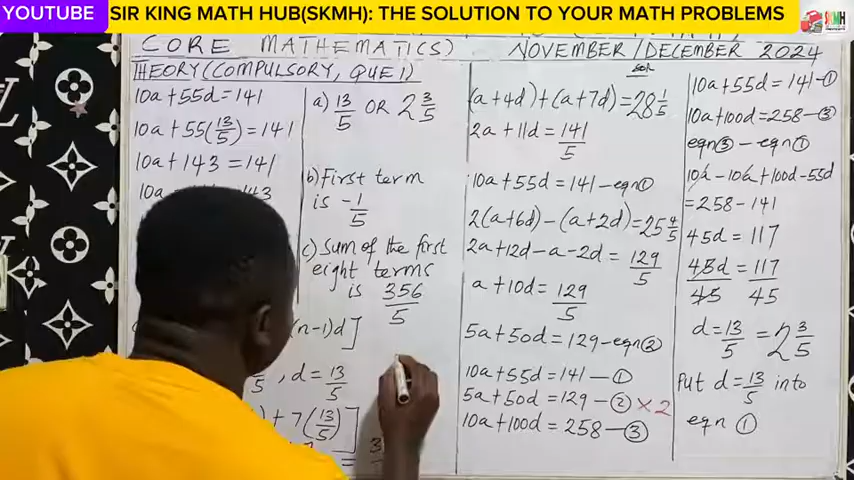 YOUTUBE
SIR KING MATH HUB(SKMH): THE SOLUTION TO YOUR MATH PROBLEMS
SKMH
CORE MATHEMATICS)
NOVEMBER/DECEMBER 2024
THEORY (COMPULSORY, QUE 1)
10a+55d=141
10a+55(13/5)=141
10a+143=141
a) 13/5 OR 2 3/5
b) First term
is -1/5
c) Sum of the first
eight terms
is 356/5
(n-1)d]
, d=13/5
+7(13/5)]
soln
(a+4d)+(a+7d)=28 1/5
2a+11d=141/5
10a+55d=141-eqn①
2(a+6d)-(a+2d)=25 4/5
2a+12d-a-2d=129/5
a+10d=129/5
5a+50d=129-eqn②
10a+55d=141-①
5a+50d=129-② ×2
10a+100d=258-③
10a+55d=141-①
10a+100d=258-③
eqn③-eqn①
10a-10a+100d-55d
=258-141
45d=117
45d/45=117/45
d=13/5=2 3/5
Put d=13/5 into
eqn ①